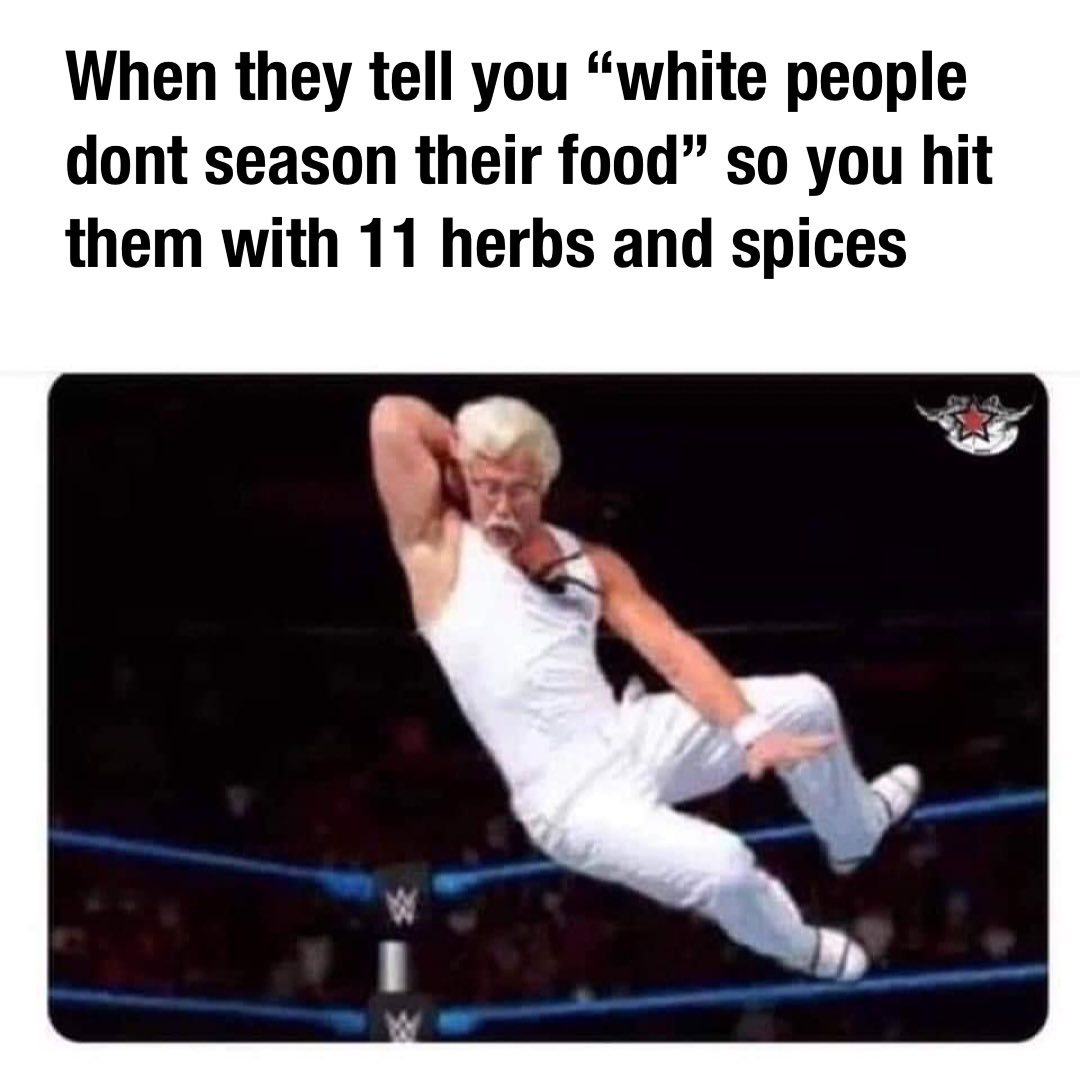 When they tell you “white people
dont season their food” so you hit
them with 11 herbs and spices
W
W